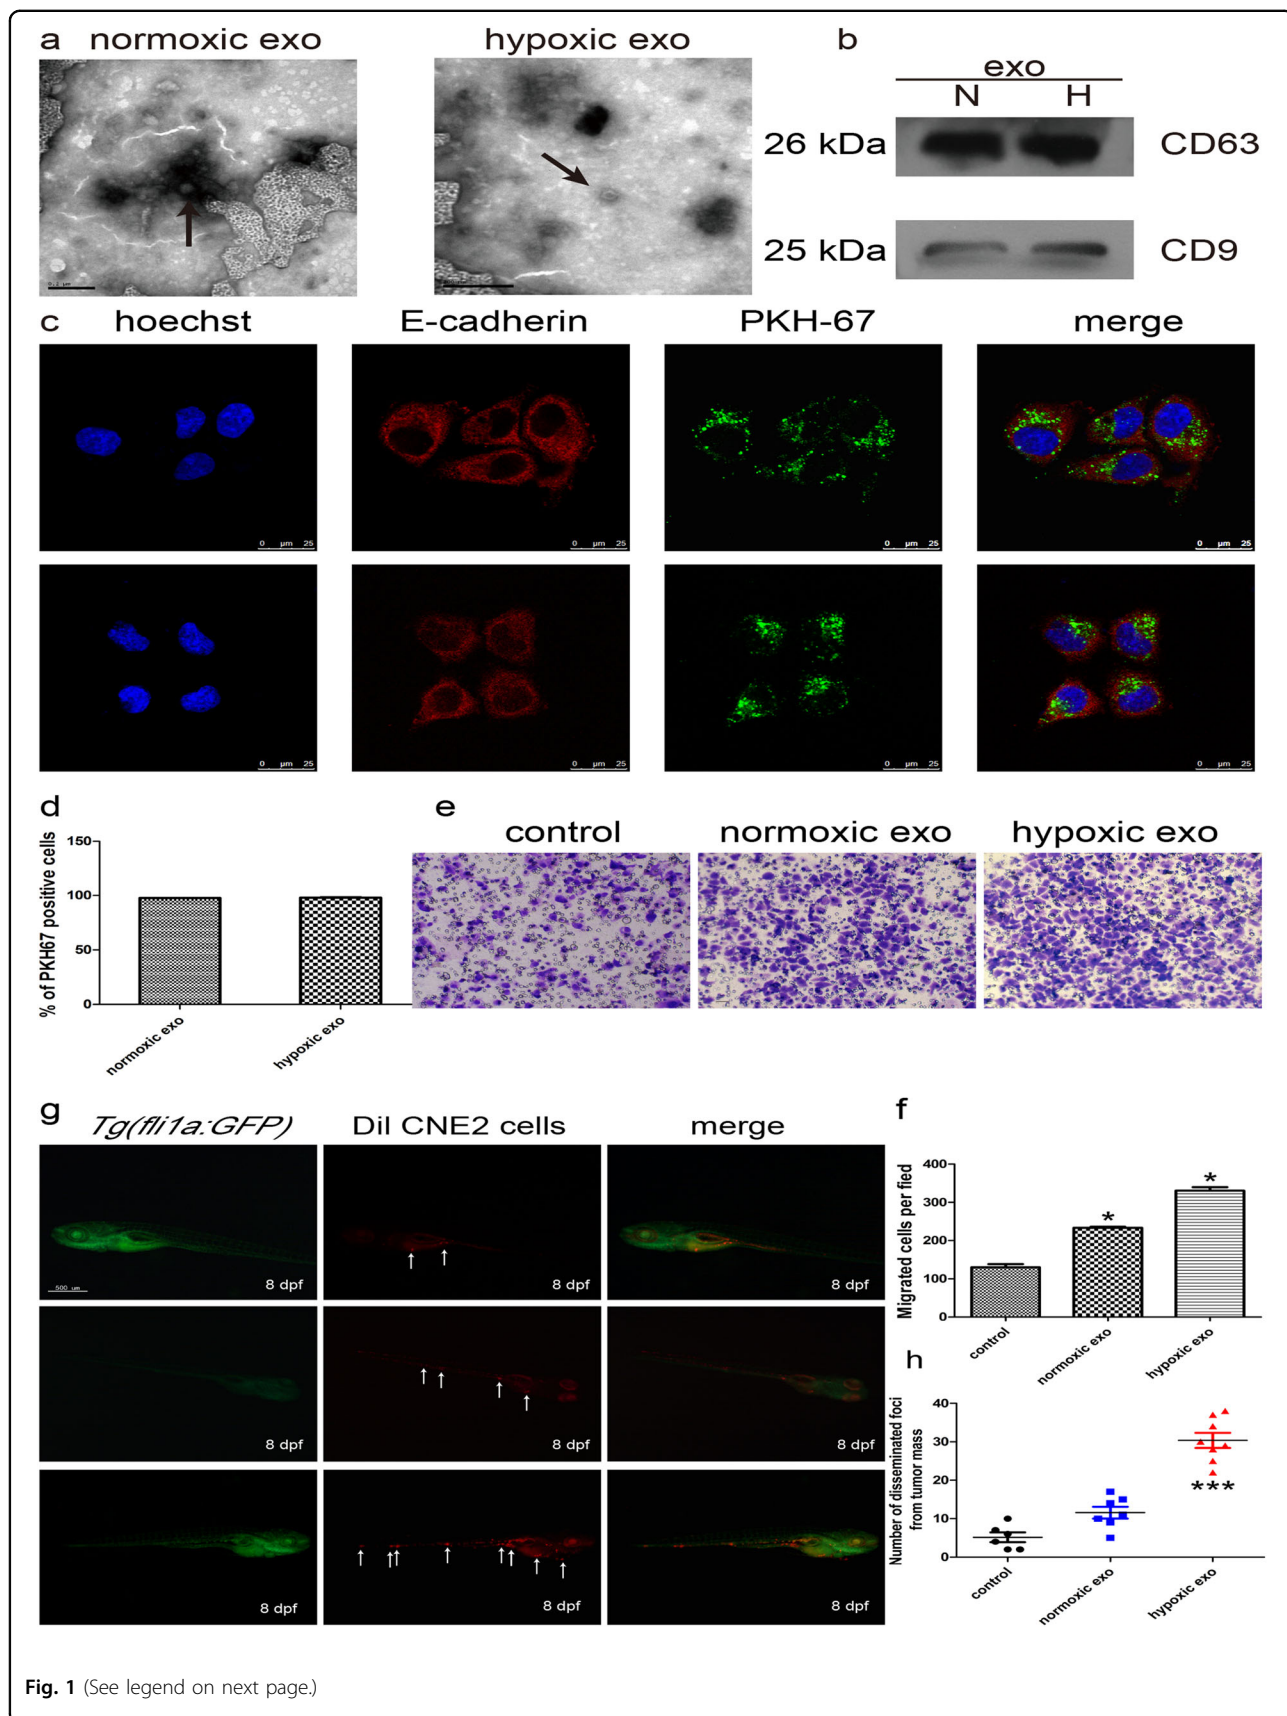 a normoxic exo hypoxic exo b
exo
N H
26 kDa CD63
25 kDa CD9
0.2 μm
c hoechst E-cadherin PKH-67 merge
0 μm 25 0 μm 25 0 μm 25 0 μm 25
0 μm 25 0 μm 25 0 μm 25 0 μm 25
d
% of PKH67 positive cells
150
100
50
0
normoxic exo
hypoxic exo
e
control normoxic exo hypoxic exo
g
Tg(fli1a:GFP) Dil CNE2 cells merge
500 um
8 dpf 8 dpf 8 dpf
8 dpf 8 dpf 8 dpf
8 dpf 8 dpf 8 dpf
f
Migrated cells per fied
400
300
200
100
0
*
*
control
normoxic exo
hypoxic exo
h
Number of disseminated foci
from tumor mass
40
30
20
10
0
***
control
normoxic exo
hypoxic exo
Fig. 1 (See legend on next page.)